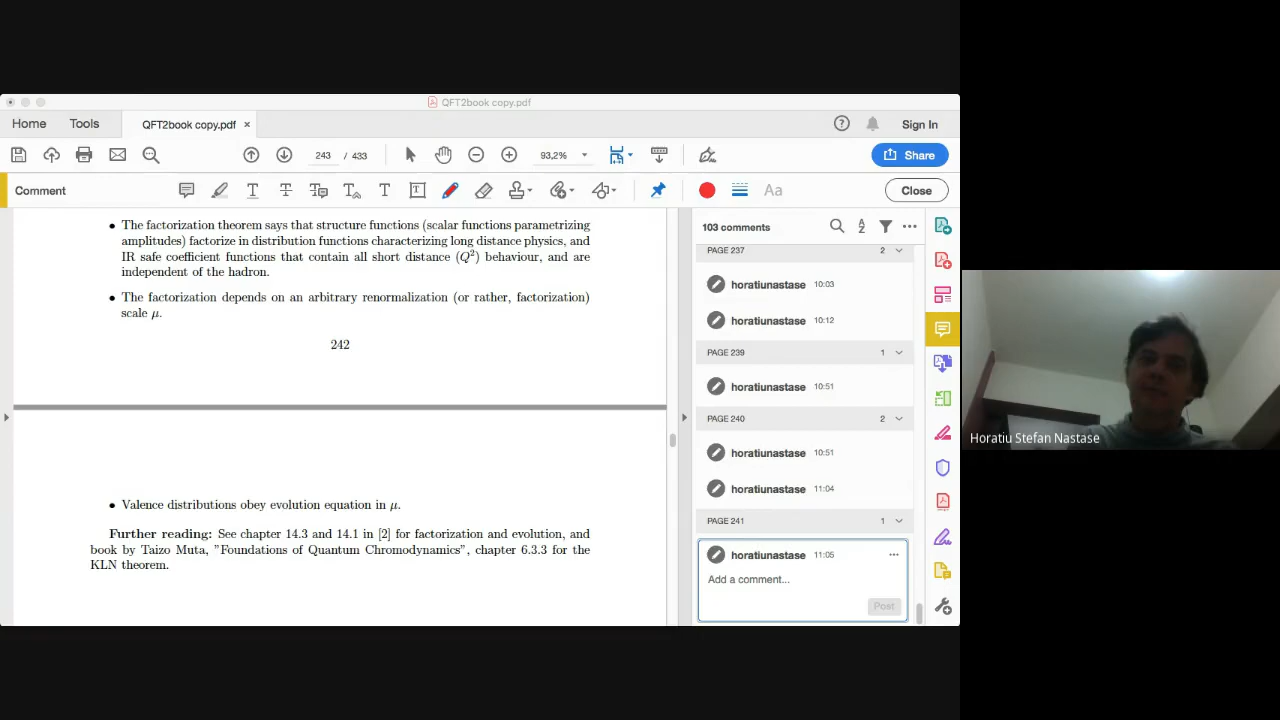 QFT2book copy.pdf
Home
Tools
QFT2book copy.pdf ×
Sign In
243 / 433
93,2%
Share
Comment
Aa
Close
• The factorization theorem says that structure functions (scalar functions parametrizing
amplitudes) factorize in distribution functions characterizing long distance physics, and
IR safe coefficient functions that contain all short distance (Q²) behaviour, and are
independent of the hadron.
• The factorization depends on an arbitrary renormalization (or rather, factorization)
scale μ.
242
• Valence distributions obey evolution equation in μ.
Further reading: See chapter 14.3 and 14.1 in [2] for factorization and evolution, and
book by Taizo Muta, "Foundations of Quantum Chromodynamics", chapter 6.3.3 for the
KLN theorem.
103 comments
PAGE 237 2
horatiunastase 10:03
horatiunastase 10:12
PAGE 239 1
horatiunastase 10:51
PAGE 240 2
horatiunastase 10:51
horatiunastase 11:04
PAGE 241 1
horatiunastase 11:05
Add a comment...
Post
Horatiu Stefan Nastase